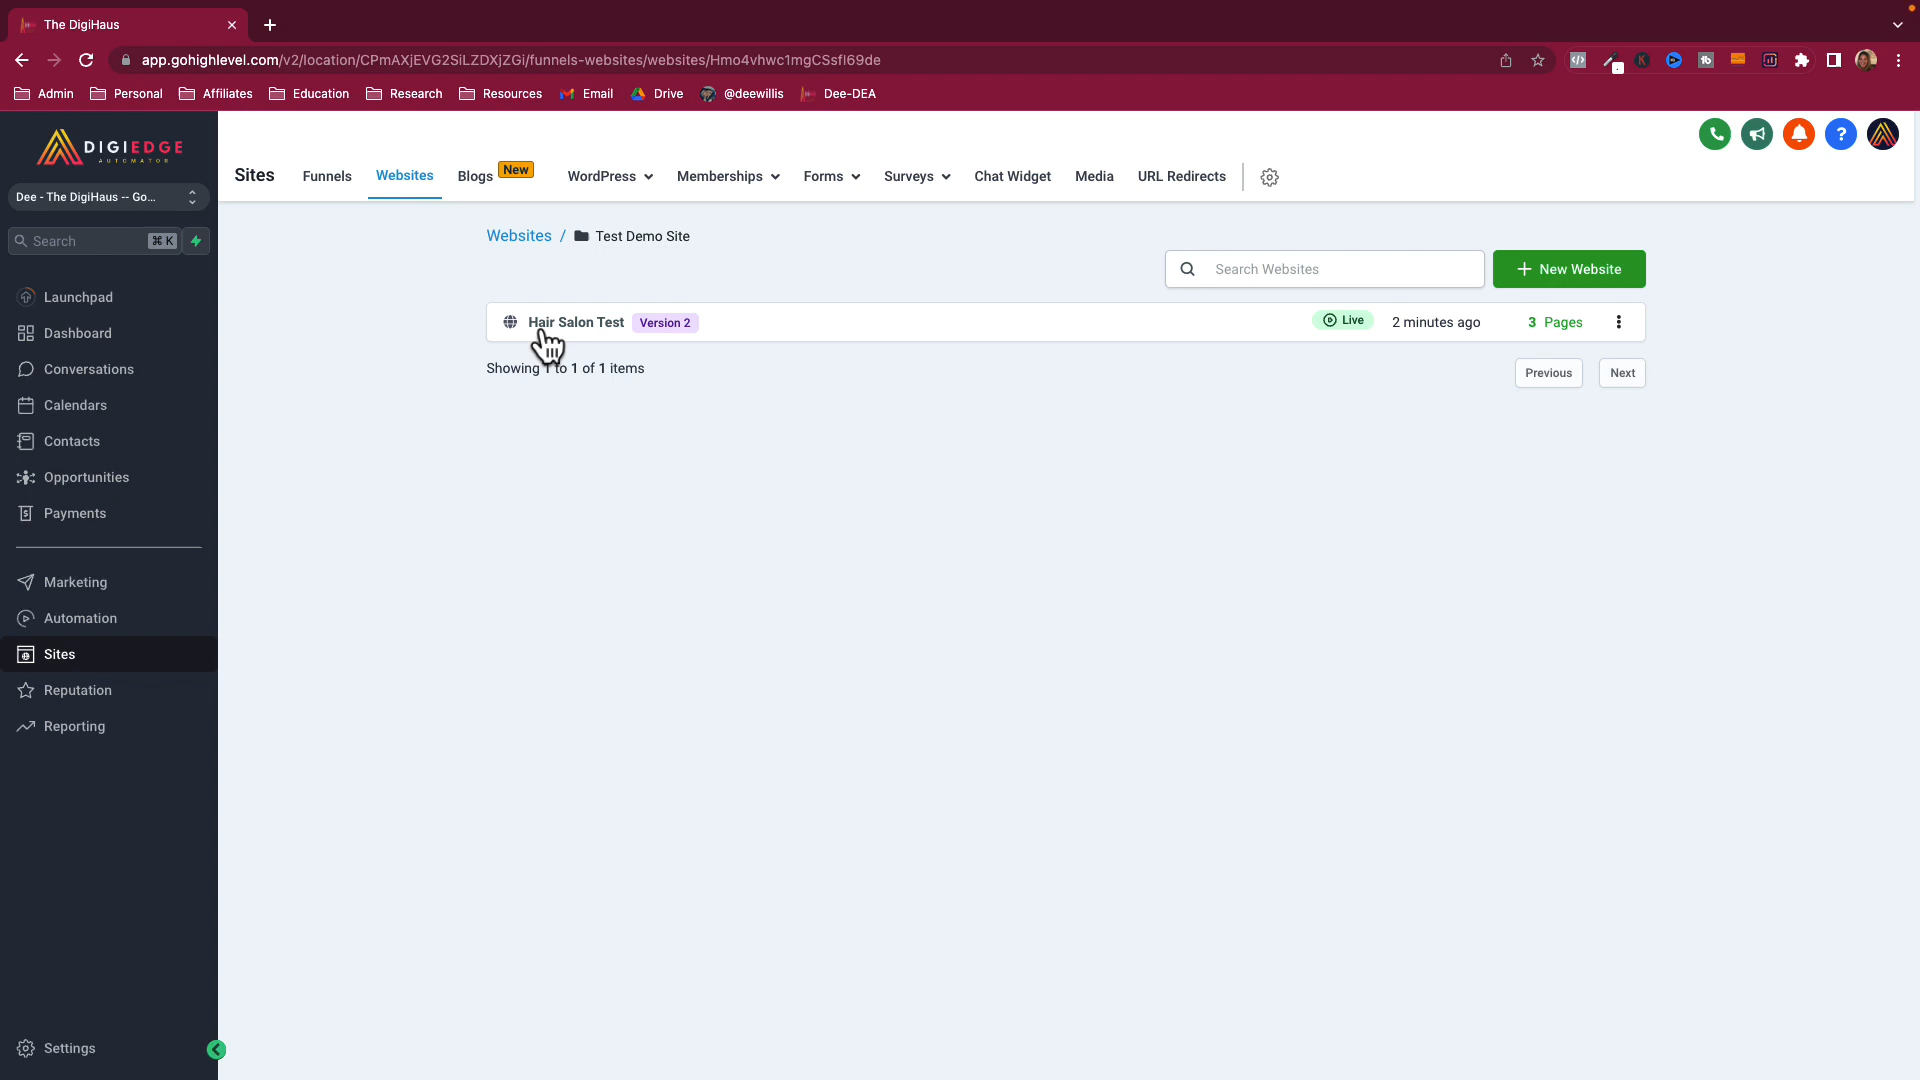 The DigiHaus
app.gohighlevel.com/v2/location/CPmAXjEVG2SiLZDXjZGi/funnels-websites/websites/Hmo4vhwc1mgCSsfI69de
Admin Personal Affiliates Education Research Resources Email Drive @deewillis Dee-DEA
DIGIEDGE
AUTOMATOR
Dee - The DigiHaus -- Go...
Search ⌘ K
Launchpad
Dashboard
Conversations
Calendars
Contacts
Opportunities
Payments
Marketing
Automation
Sites
Reputation
Reporting
Settings
Sites Funnels Websites Blogs New WordPress Memberships Forms Surveys Chat Widget Media URL Redirects
Websites / Test Demo Site
Search Websites
+ New Website
Hair Salon Test Version 2 Live 2 minutes ago 3 Pages
Showing 1 to 1 of 1 items
Previous Next